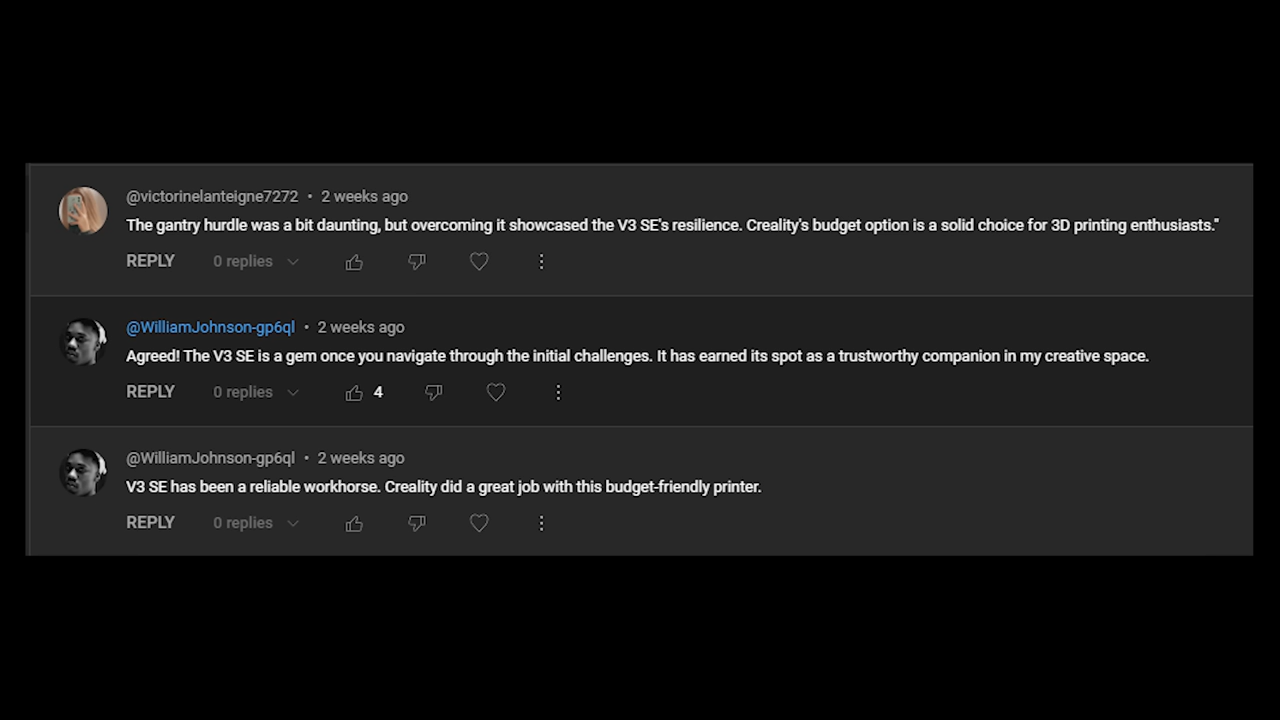 @victorinelanteigne7272 • 2 weeks ago
The gantry hurdle was a bit daunting, but overcoming it showcased the V3 SE's resilience. Creality's budget option is a solid choice for 3D printing enthusiasts."
REPLY 0 replies
@WilliamJohnson-gp6ql • 2 weeks ago
Agreed! The V3 SE is a gem once you navigate through the initial challenges. It has earned its spot as a trustworthy companion in my creative space.
REPLY 0 replies 4
@WilliamJohnson-gp6ql • 2 weeks ago
V3 SE has been a reliable workhorse. Creality did a great job with this budget-friendly printer.
REPLY 0 replies